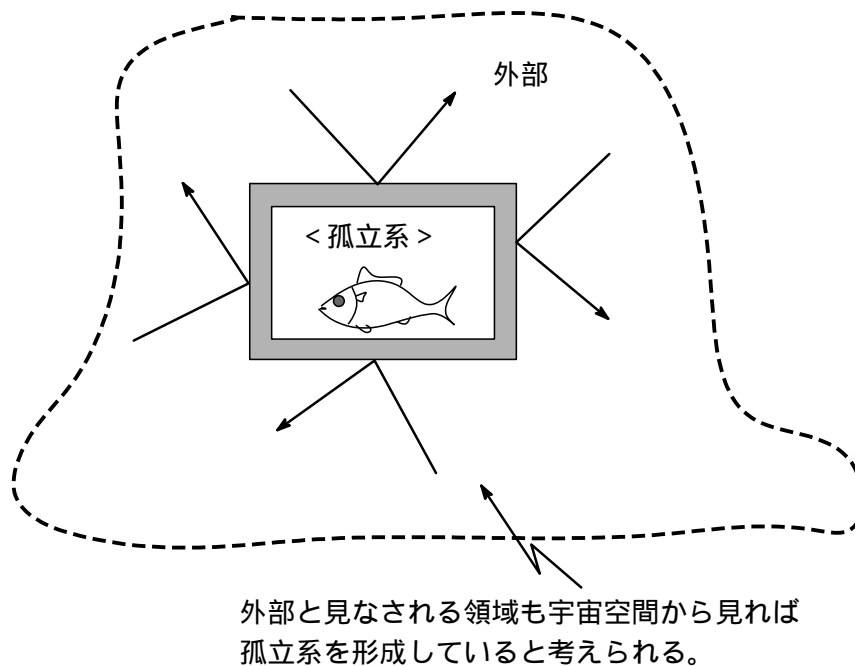 外部
<孤立系>
外部と見なされる領域も宇宙空間から見れば
孤立系を形成していると考えられる。